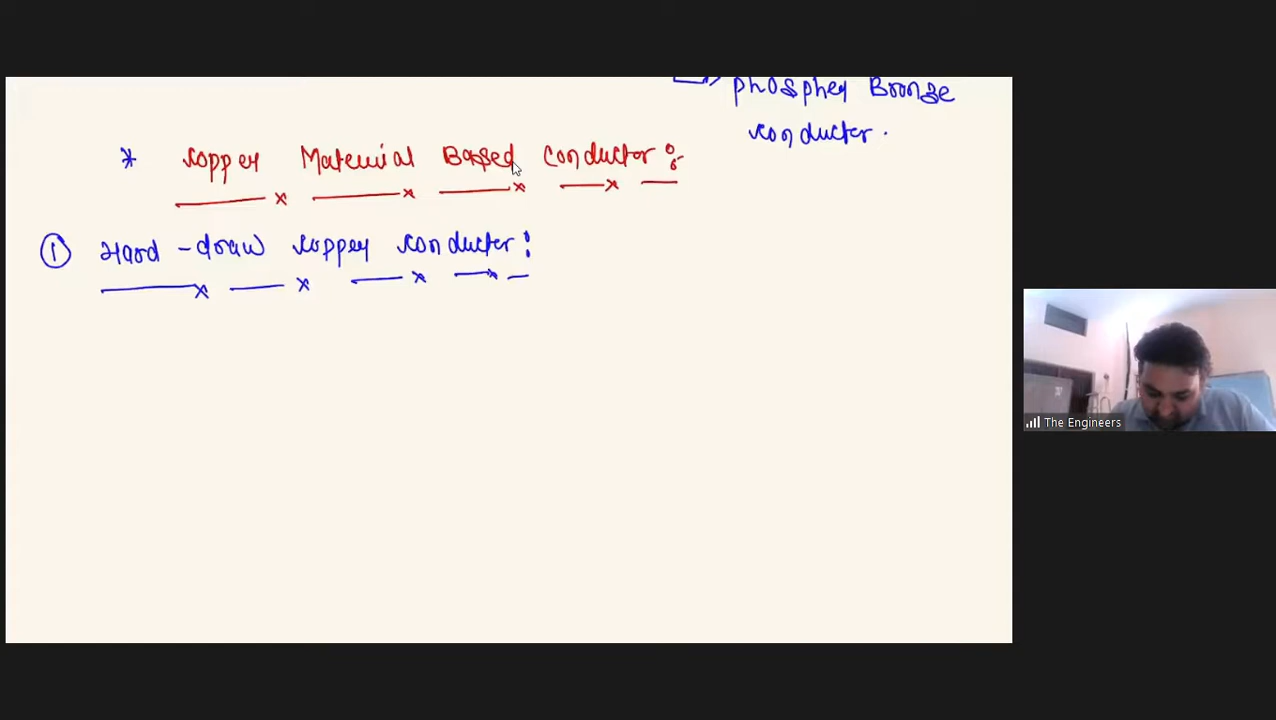 phospher Bronze
conductor.
* copper Material Based conductor:
① Hard-draw copper conductor:
The Engineers